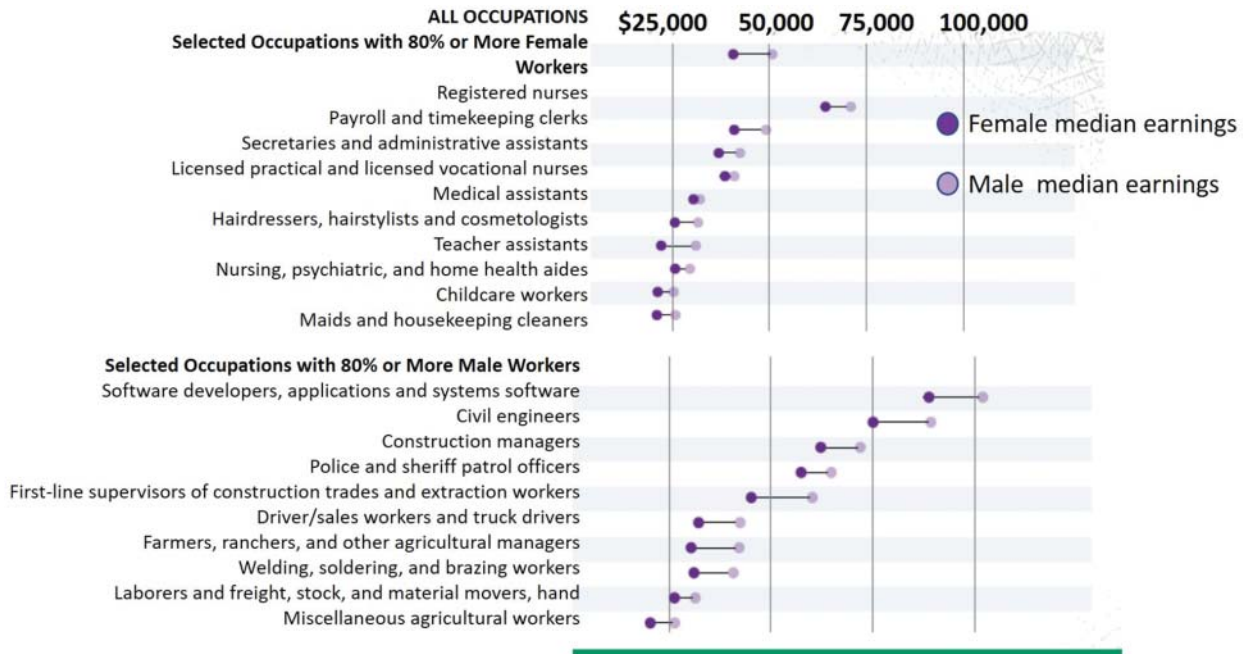 ALL OCCUPATIONS $25,000 50,000 75,000 100,000
Selected Occupations with 80% or More Female
Workers
Registered nurses
Payroll and timekeeping clerks
Secretaries and administrative assistants
Licensed practical and licensed vocational nurses
Medical assistants
Hairdressers, hairstylists and cosmetologists
Teacher assistants
Nursing, psychiatric, and home health aides
Childcare workers
Maids and housekeeping cleaners
Female median earnings
Male median earnings
Selected Occupations with 80% or More Male Workers
Software developers, applications and systems software
Civil engineers
Construction managers
Police and sheriff patrol officers
First-line supervisors of construction trades and extraction workers
Driver/sales workers and truck drivers
Farmers, ranchers, and other agricultural managers
Welding, soldering, and brazing workers
Laborers and freight, stock, and material movers, hand
Miscellaneous agricultural workers